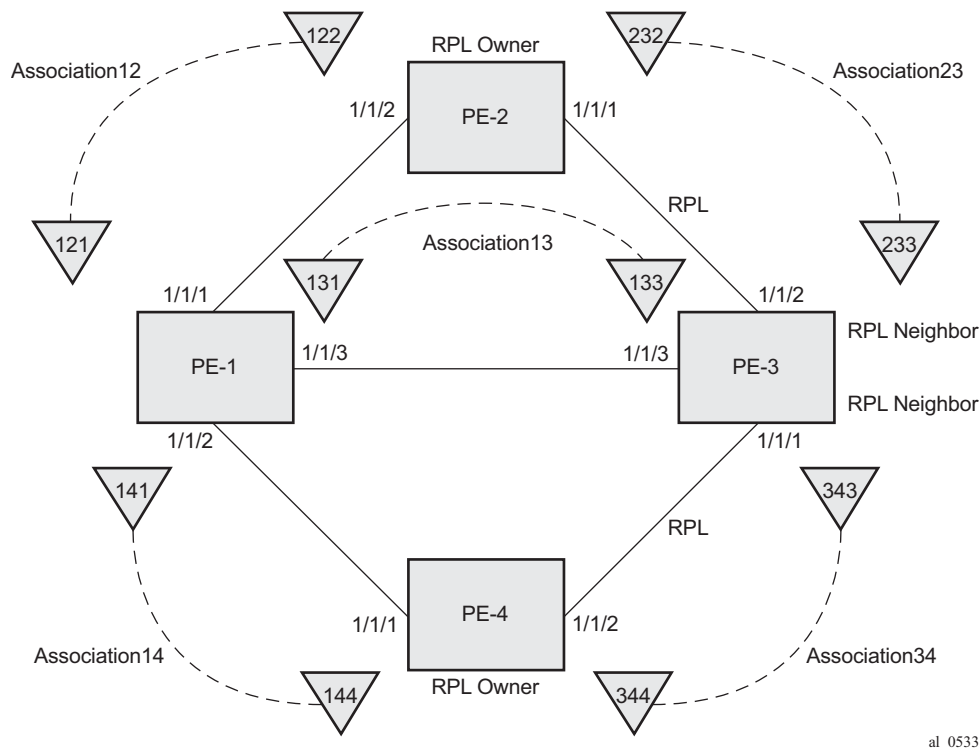 122
232
RPL Owner
Association12
Association23
1/1/2
PE-2
1/1/1
RPL
121
Association13
233
131
133
1/1/1
1/1/2
RPL Neighbor
PE-1
1/1/3
1/1/3
PE-3
RPL Neighbor
1/1/2
1/1/1
141
343
RPL
PE-4
1/1/1
1/1/2
Association14
Association34
RPL Owner
144
344
al_0533